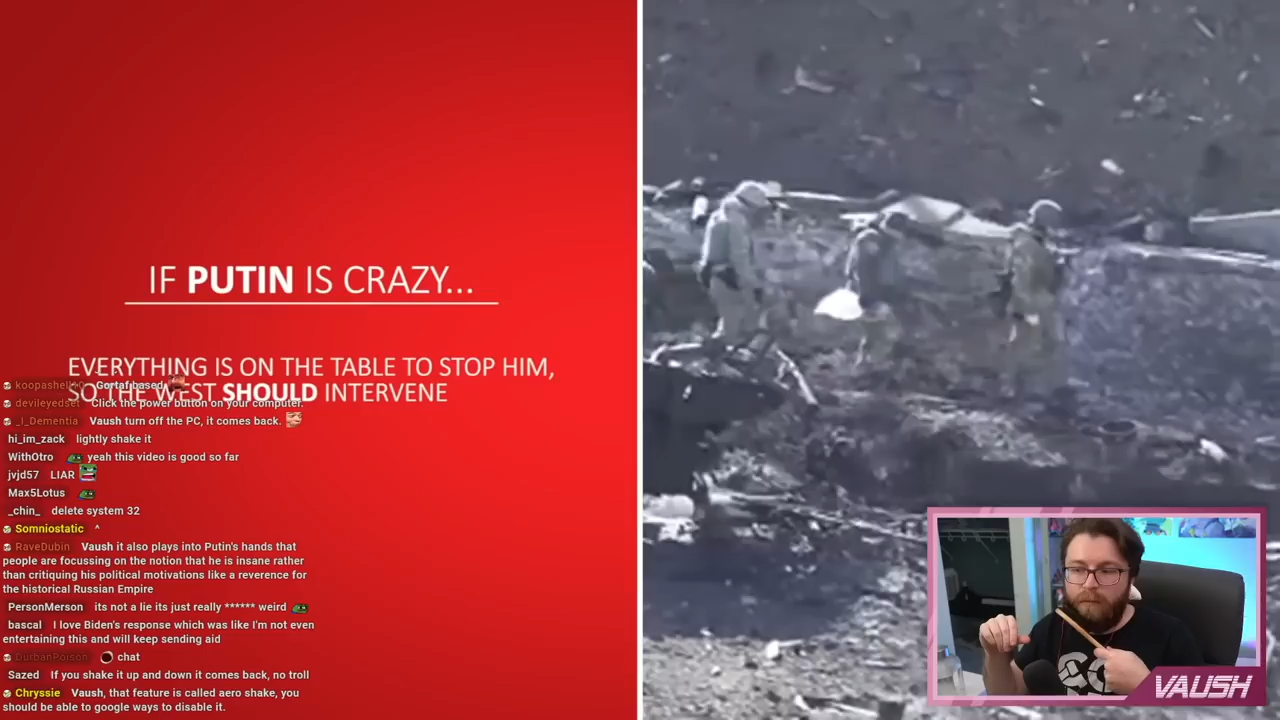 IF PUTIN IS CRAZY...
EVERYTHING IS ON THE TABLE TO STOP HIM,
SO THE WEST SHOULD INTERVENE
koopashell10 Gortaf based
devileyedset Click the power button on your computer.
_I_Dementia Vaush turn off the PC, it comes back.
hi_im_zack lightly shake it
WithOtro yeah this video is good so far
jvjd57 LIAR
Max5Lotus
_chin_ delete system 32
Somniostatic ^
RaveDubin Vaush it also plays into Putin's hands that
people are focussing on the notion that he is insane rather
than critiquing his political motivations like a reverence for
the historical Russian Empire
PersonMerson its not a lie its just really ****** weird
bascal I love Biden's response which was like I'm not even
entertaining this and will keep sending aid
DurbanPoison chat
Sazed If you shake it up and down it comes back, no troll
Chryssie Vaush, that feature is called aero shake, you
should be able to google ways to disable it.
VAUSH